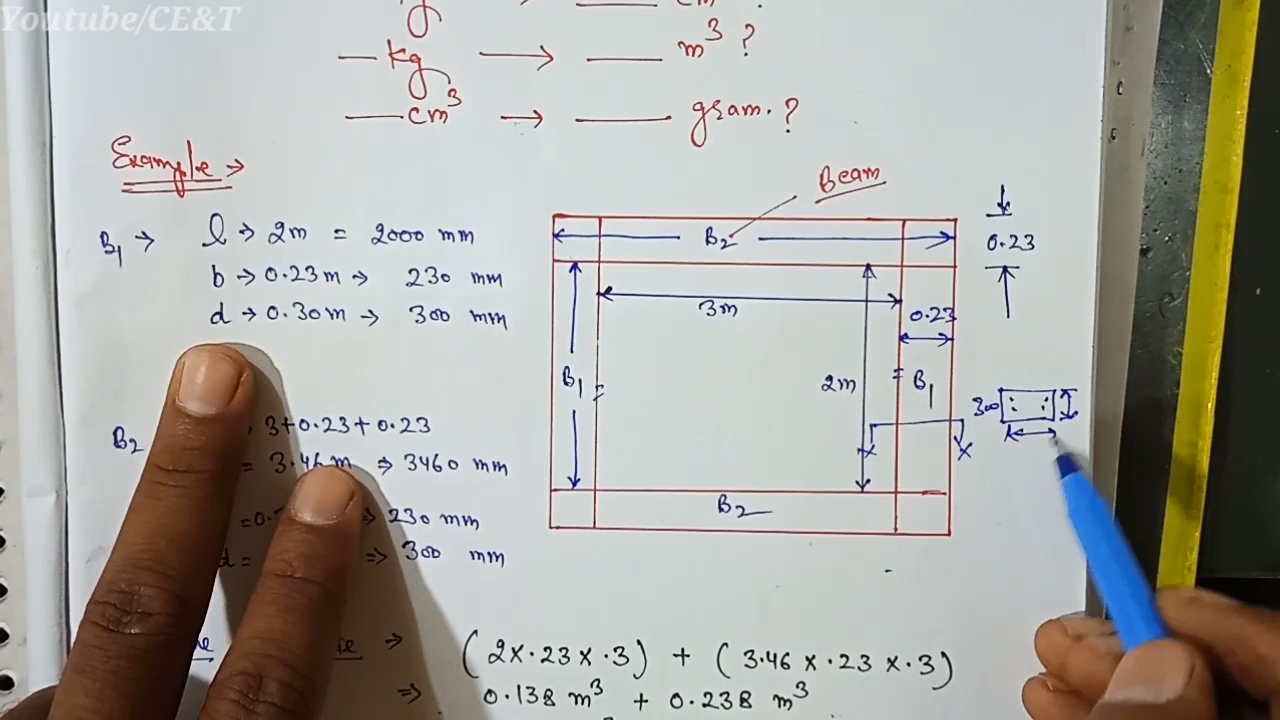 Youtube/CE&T
— kg → — m³ ?
— cm³ → — gram. ?
Example →
B₁ → l → 2m = 2000 mm
b → 0.23m → 230 mm
d → 0.30m → 300 mm
B₂ 3+0.23+0.23
= 3.46m ⇒ 3460 mm
=0. ⇒ 230 mm
d= ⇒ 300 mm
Beam
B₂
0.23
3m
0.23
B₁
2m
B₁
300
x x
B₂
→ (2×.23×.3) + (3.46×.23×.3)
⇒ 0.138 m³ + 0.238 m³